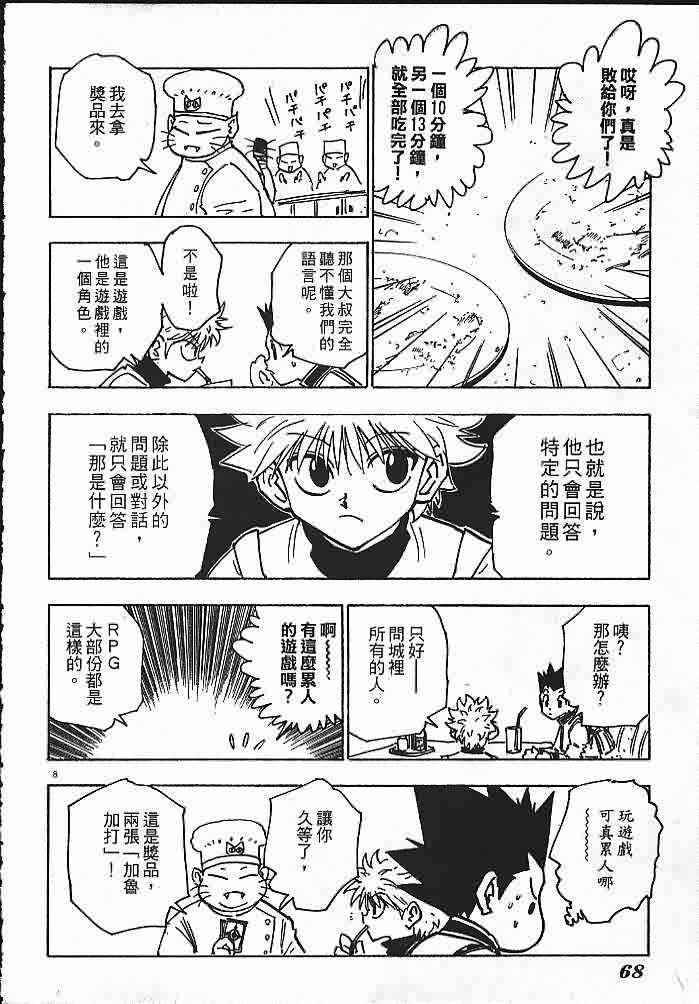 哎呀，真是
敗給你們了！
一個10分鐘，
另一個13分鐘，
就全部吃完了！
パチパチ
パチパチ
我去拿
獎品來。
那個大叔完全
聽不懂我們的
語言呢。
不是啦！
這是遊戲，
他是遊戲裡的
一個角色。
也就是說，
他只會回答
特定的問題。
除此以外的
問題或對話，
就只會回答
「那是什麼？」
咦？
那怎麼辦？
只好──
問城裡
所有的人。
啊～～～
有這麼累人
的遊戲嗎？
RPG
大部份都是
這樣的。
8
玩遊戲
可真累人哪
～～～
讓你
久等了，
這是獎品，
兩張「加魯
加打」！
68